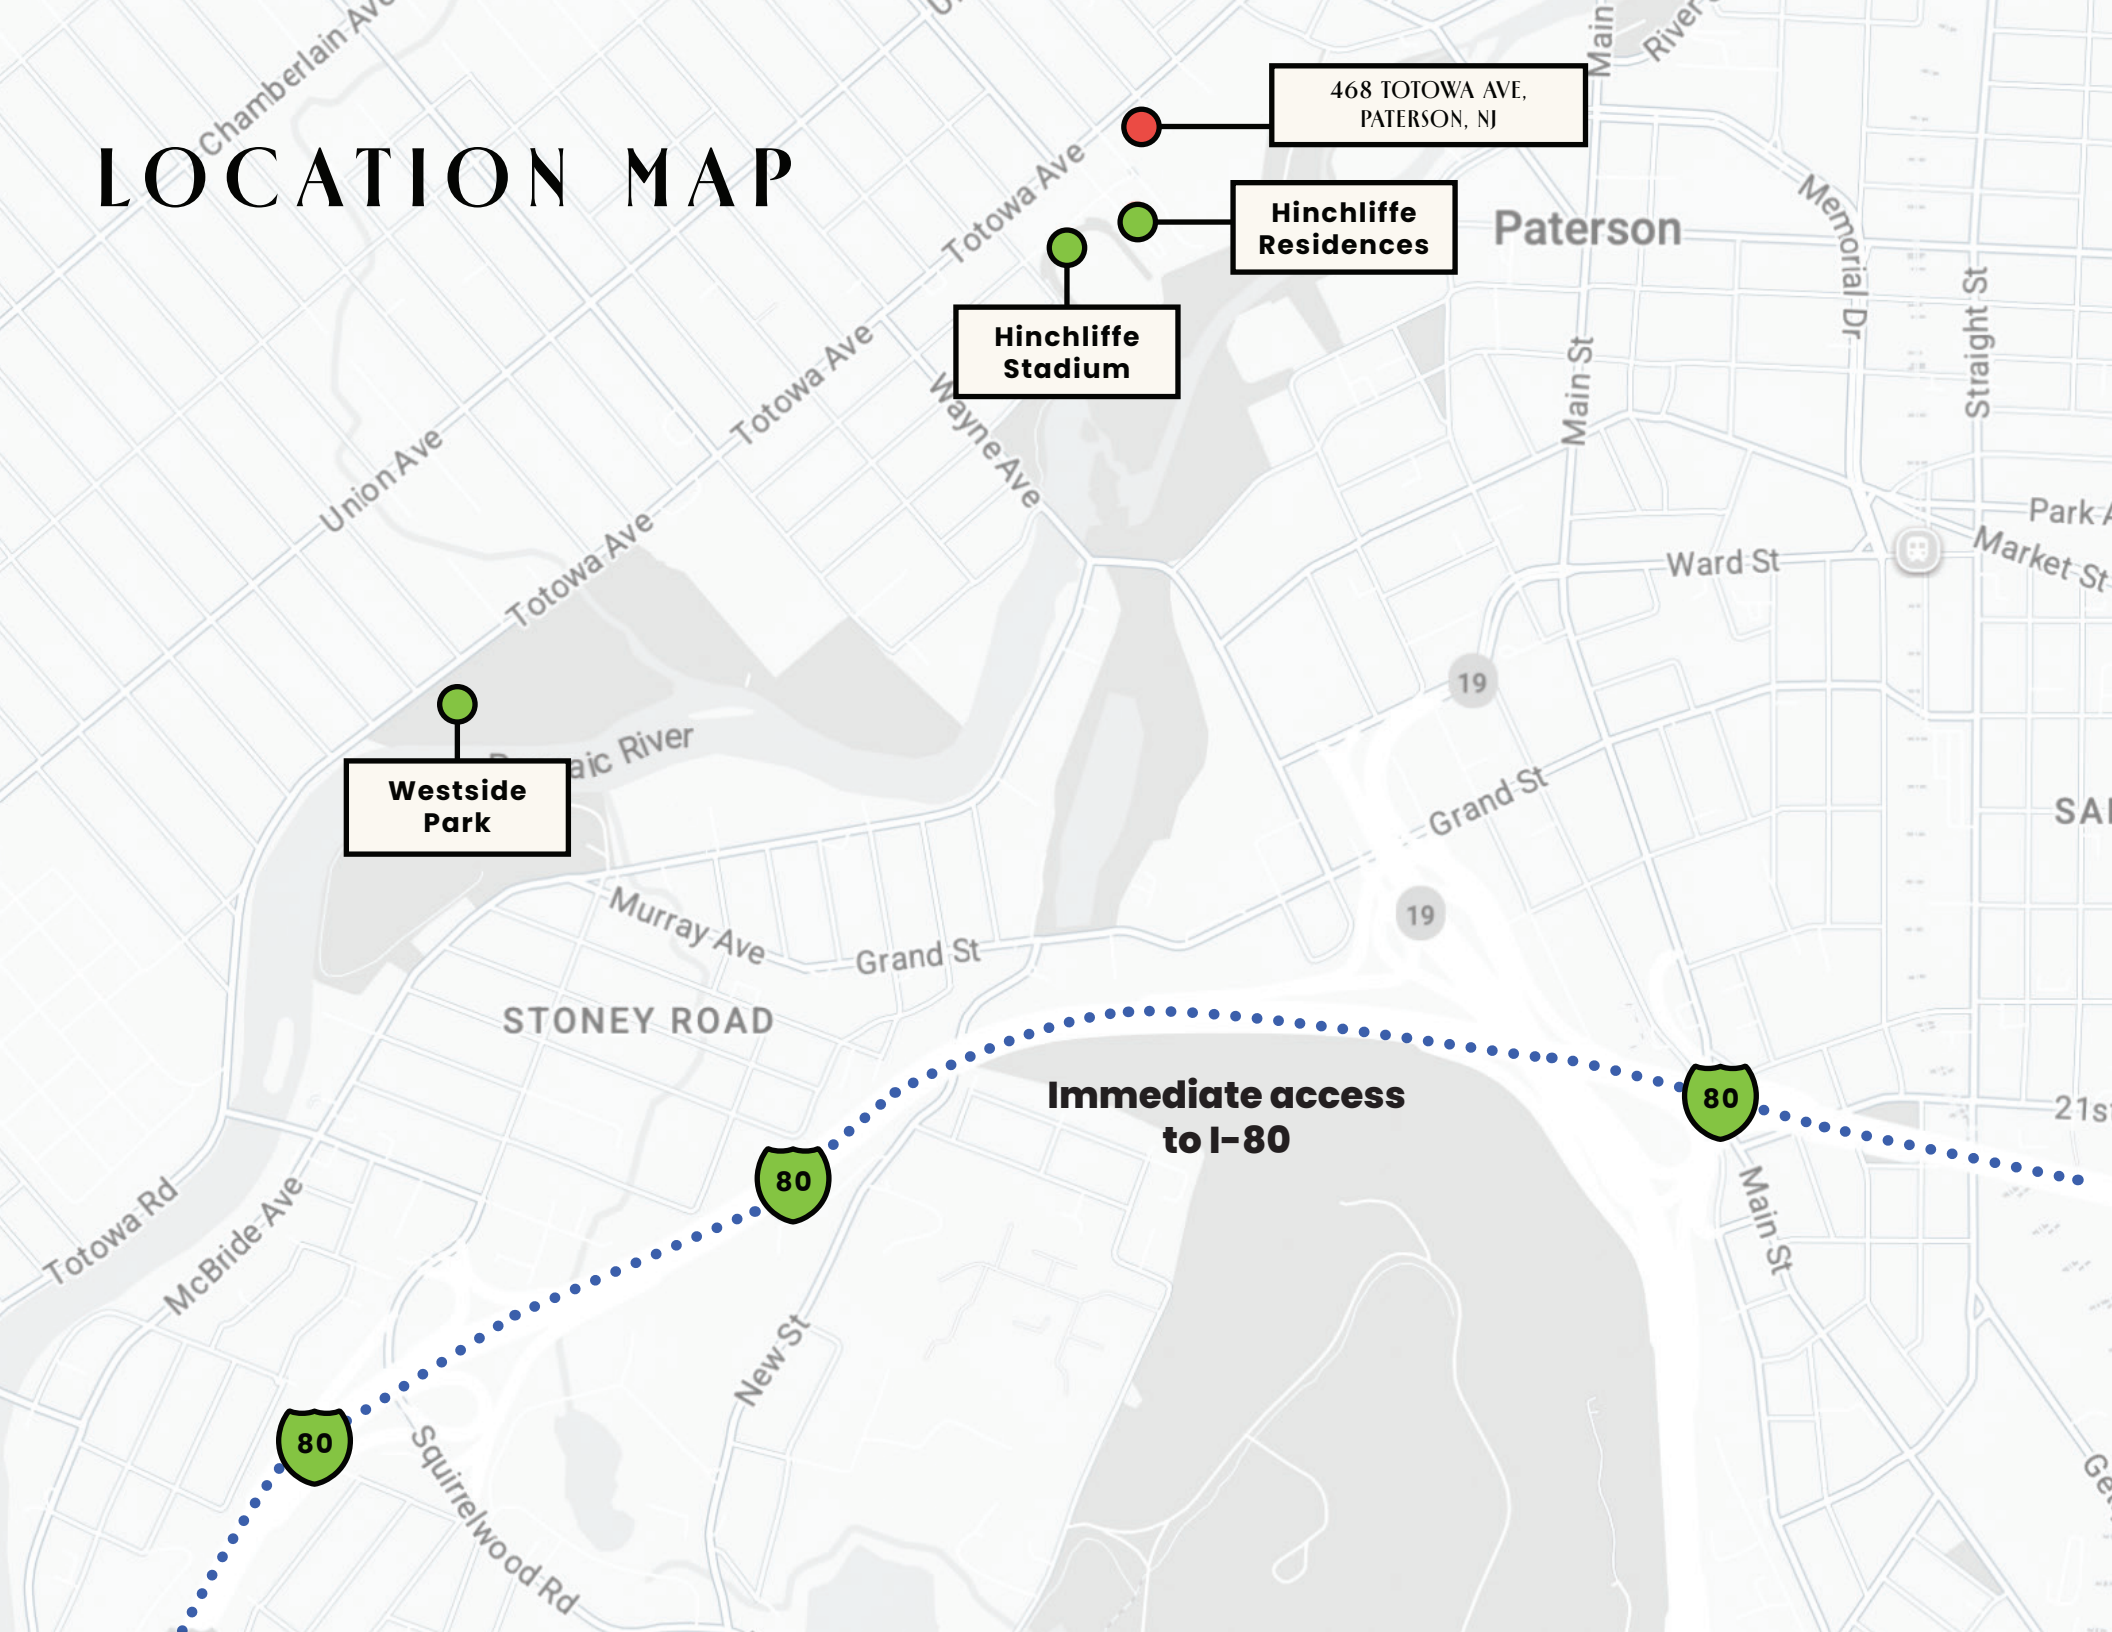 Chamberlain Ave
Main
River
468 TOTOWA AVE,
PATERSON, NJ
LOCATION MAP
Totowa Ave
Hinchliffe
Residences
Paterson
Memorial Dr
Hinchliffe
Stadium
Straight St
Totowa Ave
Wayne Ave
Main St
Union Ave
Totowa Ave
Park
Market St
Ward St
19
Westside
Park
River
Grand St
19
Murray Ave
Grand St
STONEY ROAD
Immediate access
to I-80
80
21st
80
Totowa Rd
McBride Ave
Main St
New St
80
Squirrelwood Rd